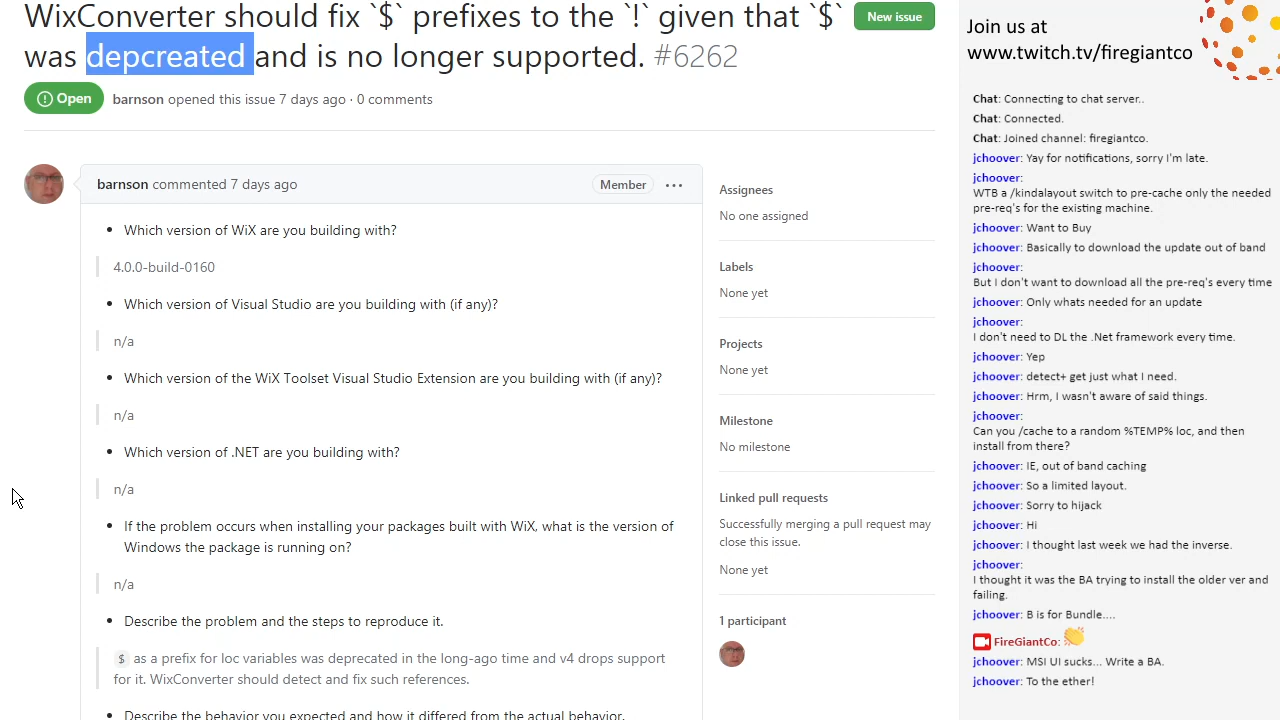 WixConverter should fix `$` prefixes to the `!` given that `$`
was depcreated and is no longer supported. #6262
New issue
Open
barnson opened this issue 7 days ago · 0 comments
barnson commented 7 days ago
Member
• Which version of WiX are you building with?
4.0.0-build-0160
• Which version of Visual Studio are you building with (if any)?
n/a
• Which version of the WiX Toolset Visual Studio Extension are you building with (if any)?
n/a
• Which version of .NET are you building with?
n/a
• If the problem occurs when installing your packages built with WiX, what is the version of
Windows the package is running on?
n/a
• Describe the problem and the steps to reproduce it.
$ as a prefix for loc variables was deprecated in the long-ago time and v4 drops support
for it. WixConverter should detect and fix such references.
• Describe the behavior you expected and how it differed from the actual behavior.
Assignees
No one assigned
Labels
None yet
Projects
None yet
Milestone
No milestone
Linked pull requests
Successfully merging a pull request may
close this issue.
None yet
1 participant
Join us at
www.twitch.tv/firegiantco
Chat: Connecting to chat server..
Chat: Connected.
Chat: Joined channel: firegiantco.
jchoover: Yay for notifications, sorry I'm late.
jchoover:
WTB a /kindalayout switch to pre-cache only the needed
pre-req's for the existing machine.
jchoover: Want to Buy
jchoover: Basically to download the update out of band
jchoover:
But I don't want to download all the pre-req's every time
jchoover: Only whats needed for an update
jchoover:
I don't need to DL the .Net framework every time.
jchoover: Yep
jchoover: detect+ get just what I need.
jchoover: Hrm, I wasn't aware of said things.
jchoover:
Can you /cache to a random %TEMP% loc, and then
install from there?
jchoover: IE, out of band caching
jchoover: So a limited layout.
jchoover: Sorry to hijack
jchoover: Hi
jchoover: I thought last week we had the inverse.
jchoover:
I thought it was the BA trying to install the older ver and
failing.
jchoover: B is for Bundle....
FireGiantCo:
jchoover: MSI UI sucks... Write a BA.
jchoover: To the ether!